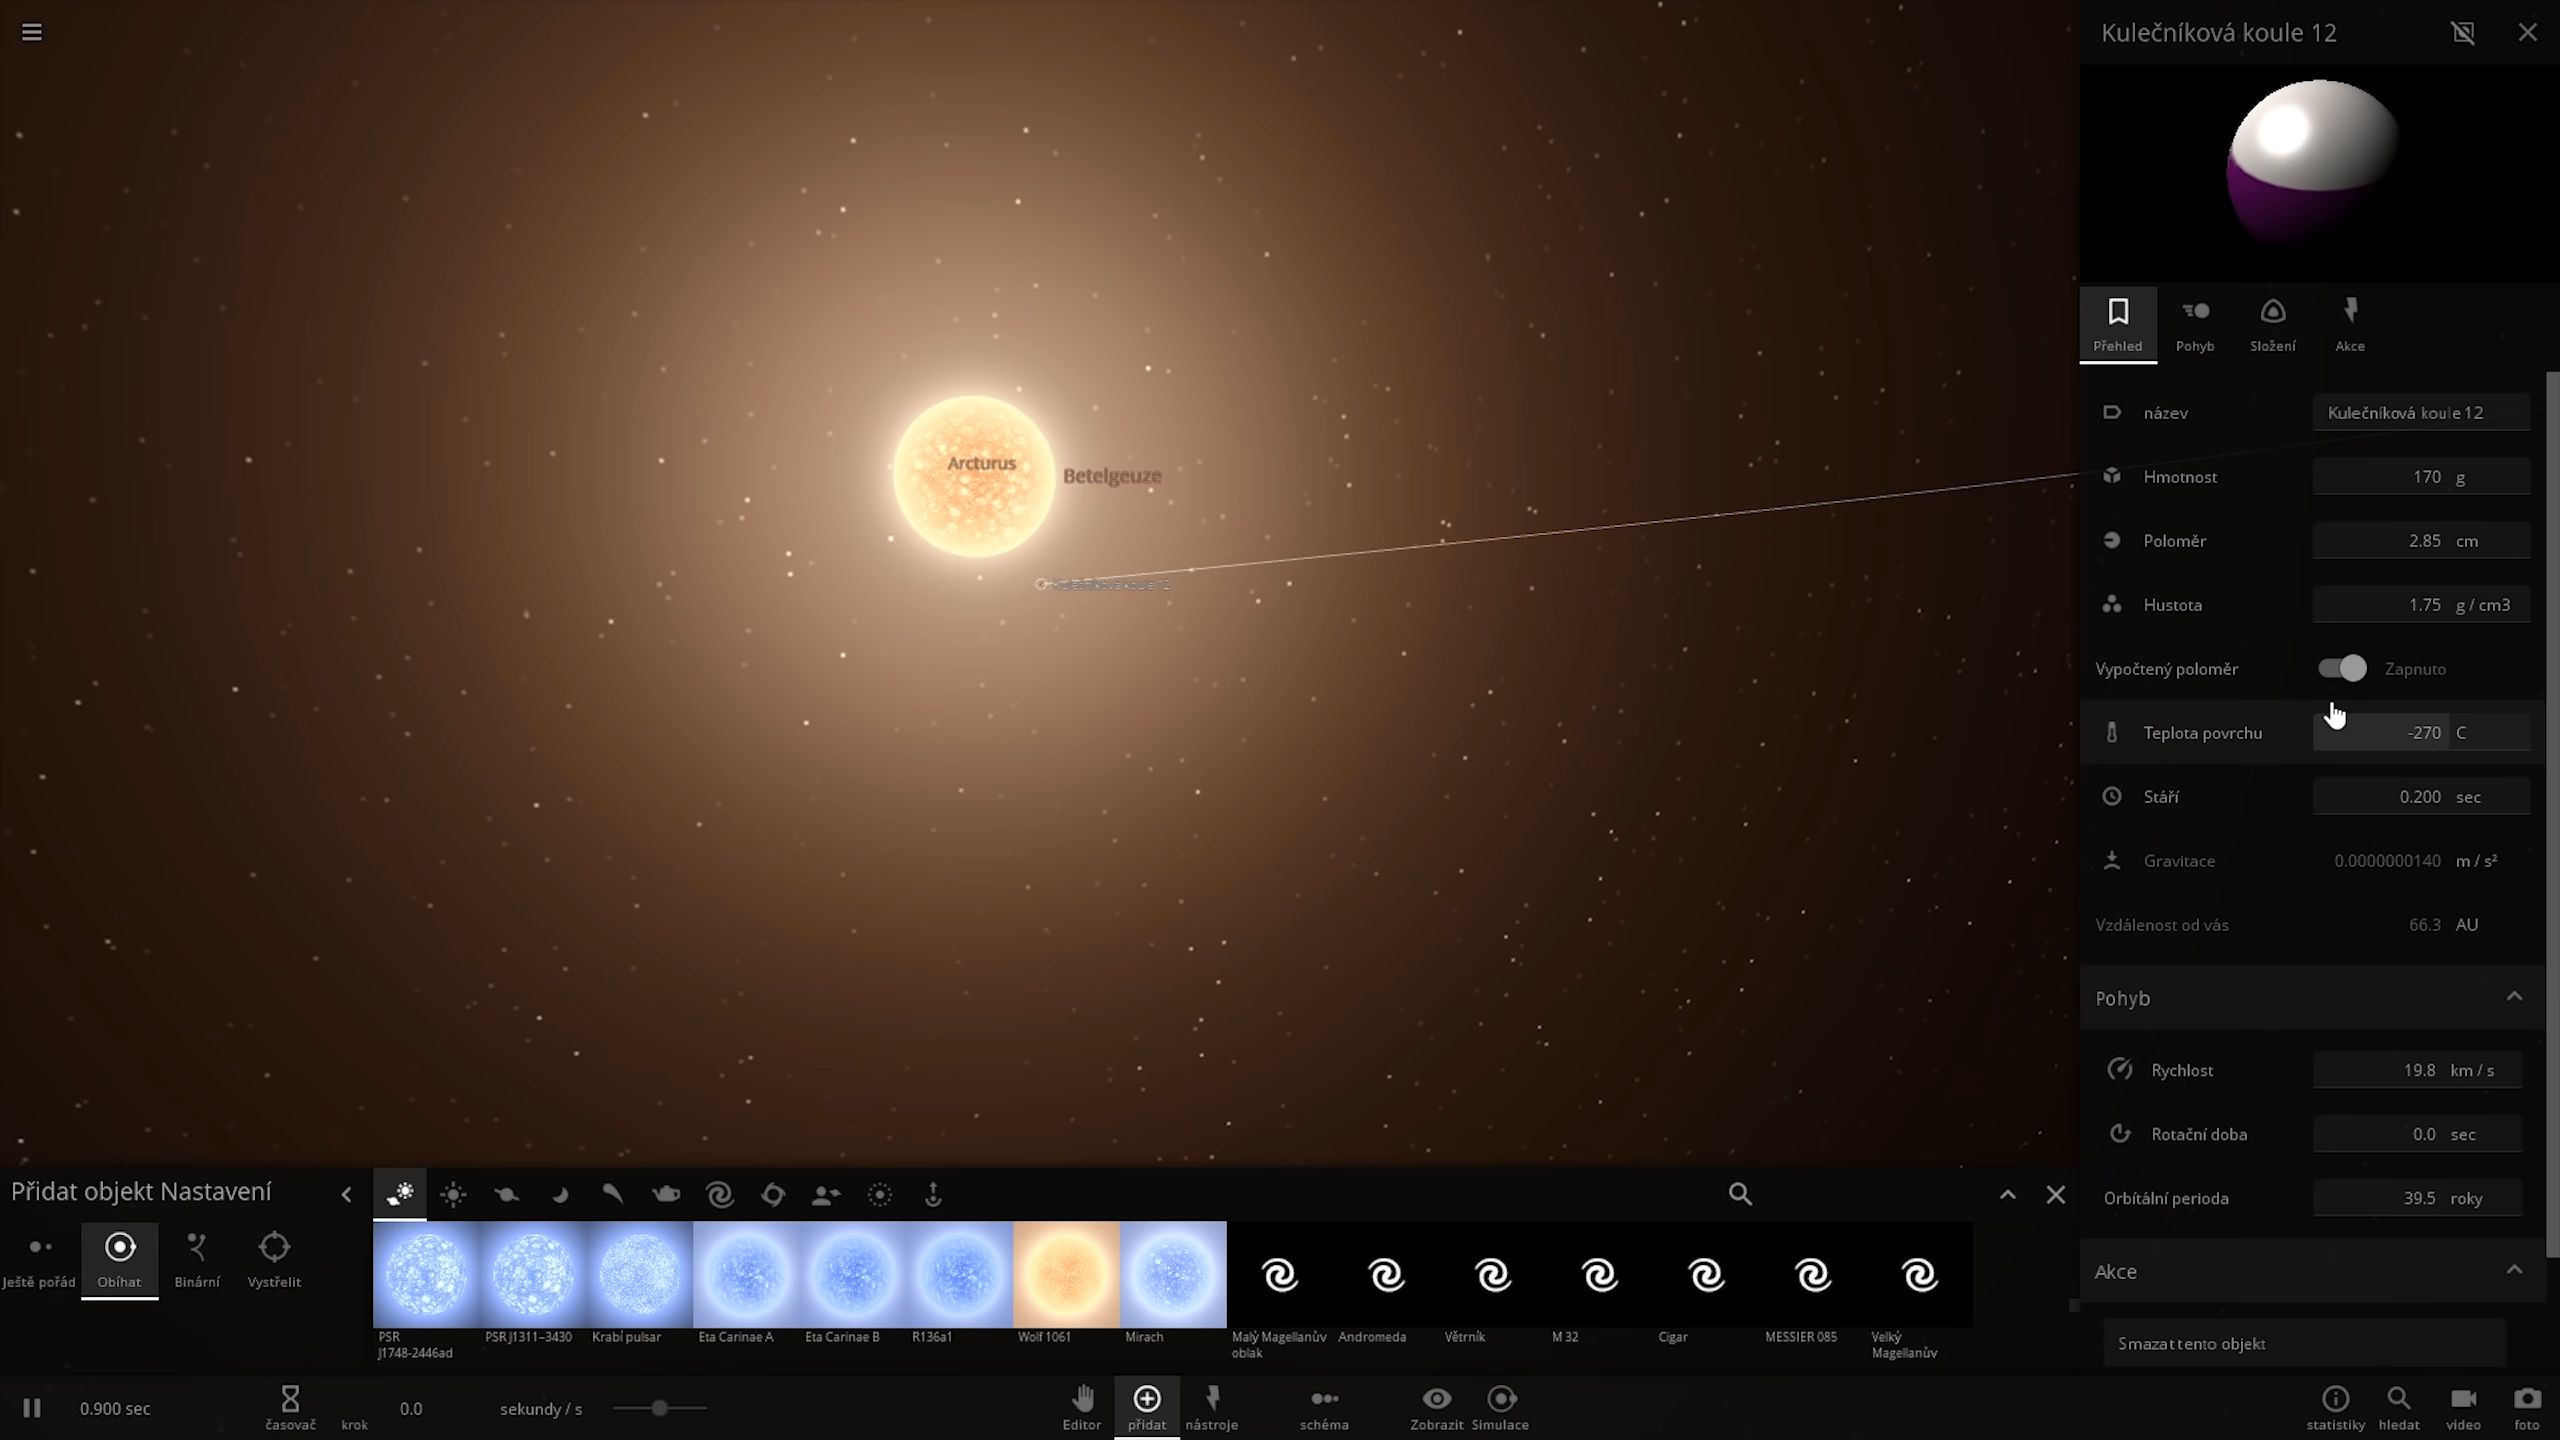 Kulečníková koule 12
Přehled
Pohyb
Složení
Akce
název
Kulečníková koule 12
Hmotnost
170 g
Poloměr
2.85 cm
Hustota
1.75 g / cm3
Vypočtený poloměr
Zapnuto
Teplota povrchu
-270 C
Stáří
0.200 sec
Gravitace
0.0000000140 m / s²
Vzdálenost od vás
66.3 AU
Pohyb
Rychlost
19.8 km / s
Rotační doba
0.0 sec
Orbitální perioda
39.5 roky
Akce
Smazat tento objekt
Arcturus
Betelgeuze
Kulečníková koule 12
Přidat objekt Nastavení
Ještě pořád
Obíhat
Binární
Vystřelit
PSR
J1748-2446ad
PSR J1311–3430
Krabí pulsar
Eta Carinae A
Eta Carinae B
R136a1
Wolf 1061
Mirach
Malý Magellanův
oblak
Andromeda
Větrník
M 32
Cigar
MESSIER 085
Velký
Magellanův
0.900 sec
časovač
krok
0.0
sekundy / s
Editor
přidat
nástroje
schéma
Zobrazit
Simulace
statistiky
hledat
video
foto